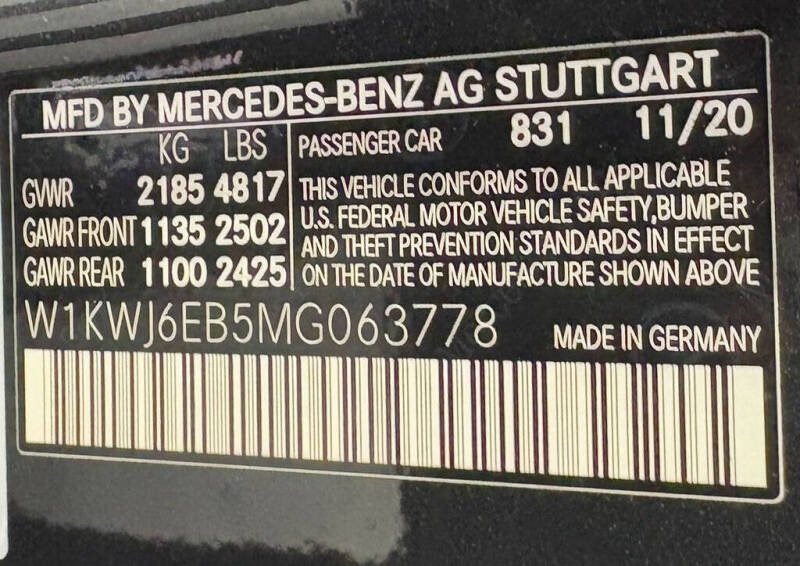 MFD BY MERCEDES-BENZ AG STUTTGART
KG LBS
GVWR 2185 4817
GAWR FRONT 1135 2502
GAWR REAR 1100 2425
PASSENGER CAR 831 11/20
THIS VEHICLE CONFORMS TO ALL APPLICABLE
U.S. FEDERAL MOTOR VEHICLE SAFETY,BUMPER
AND THEFT PREVENTION STANDARDS IN EFFECT
ON THE DATE OF MANUFACTURE SHOWN ABOVE
W1KWJ6EB5MG063778
MADE IN GERMANY